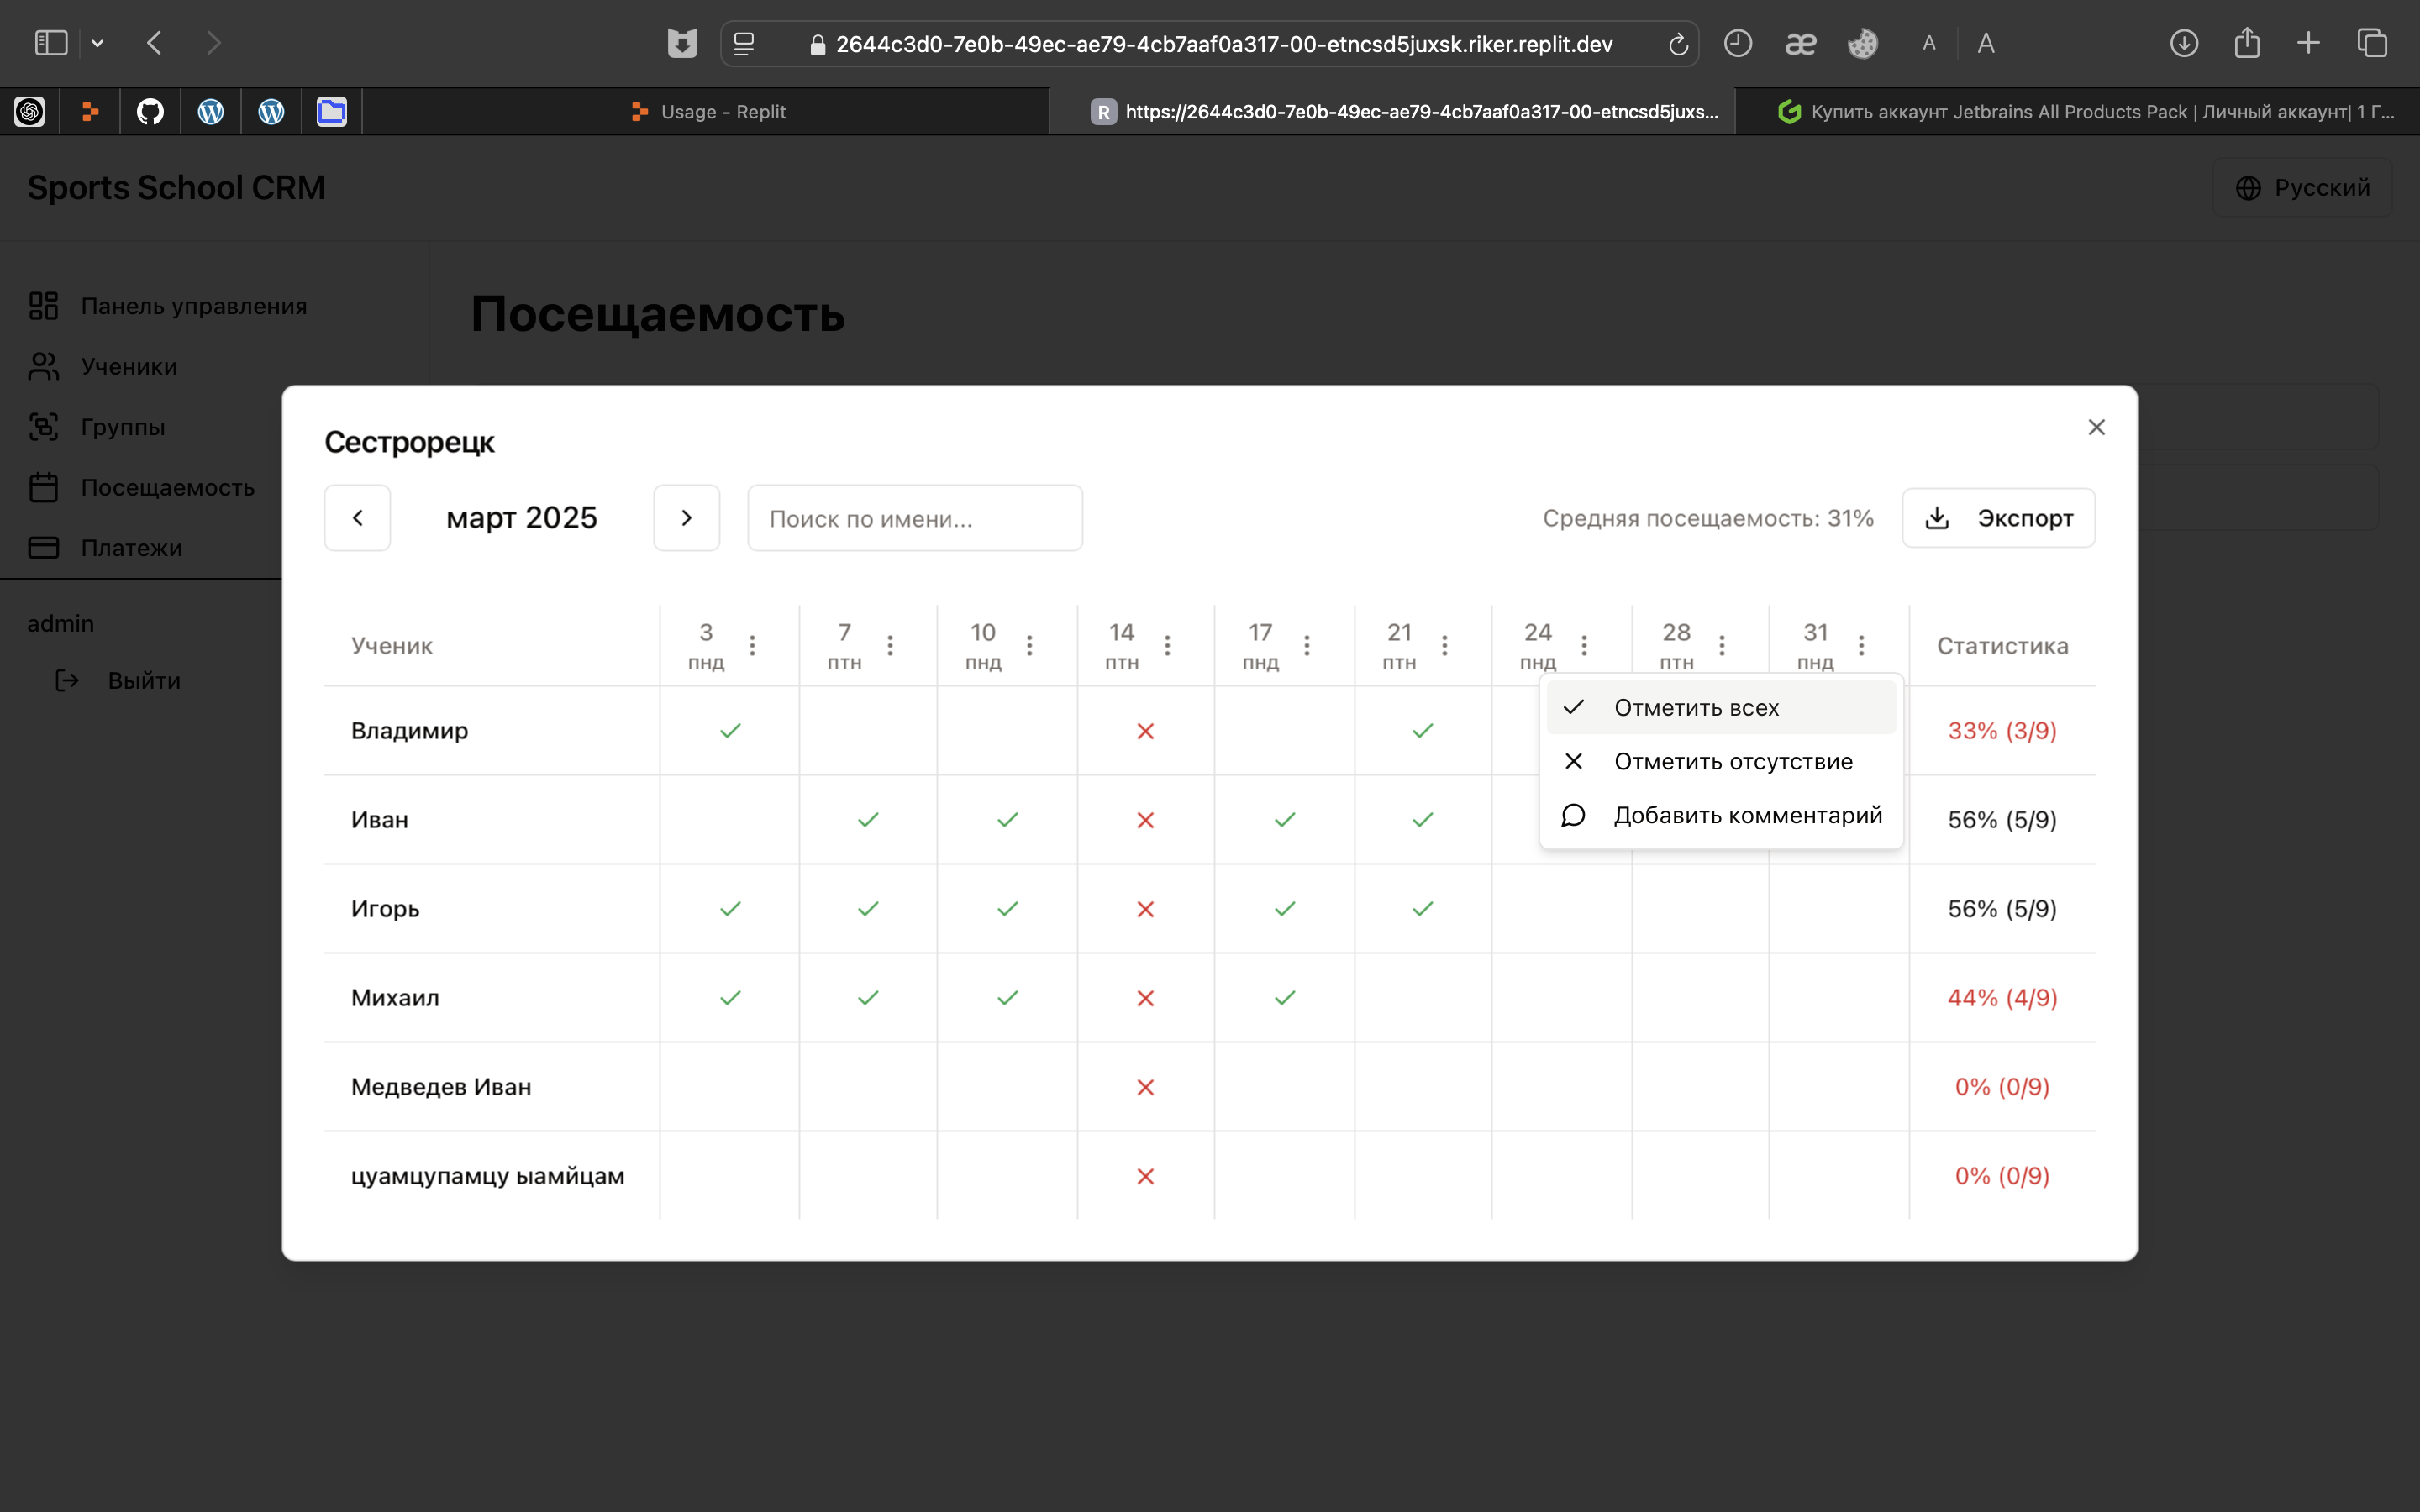 2644c3d0-7e0b-49ec-ae79-4cb7aaf0a317-00-etncsd5juxsk.riker.replit.dev
æ A A
Usage - Replit
R https://2644c3d0-7e0b-49ec-ae79-4cb7aaf0a317-00-etncsd5juxs...
Купить аккаунт Jetbrains All Products Pack | Личный аккаунт| 1 Г...
Sports School CRM
Русский
Панель управления
Ученики
Группы
Посещаемость
Платежи
admin
Выйти
Посещаемость
Сестрорецк
март 2025
Поиск по имени...
Средняя посещаемость: 31%
Экспорт
Ученик 3 пнд 7 птн 10 пнд 14 птн 17 пнд 21 птн 24 пнд 28 птн 31 пнд Статистика
Владимир 33% (3/9)
Иван 56% (5/9)
Игорь 56% (5/9)
Михаил 44% (4/9)
Медведев Иван 0% (0/9)
цуамцупамцу ыамйцам 0% (0/9)
Отметить всех
Отметить отсутствие
Добавить комментарий